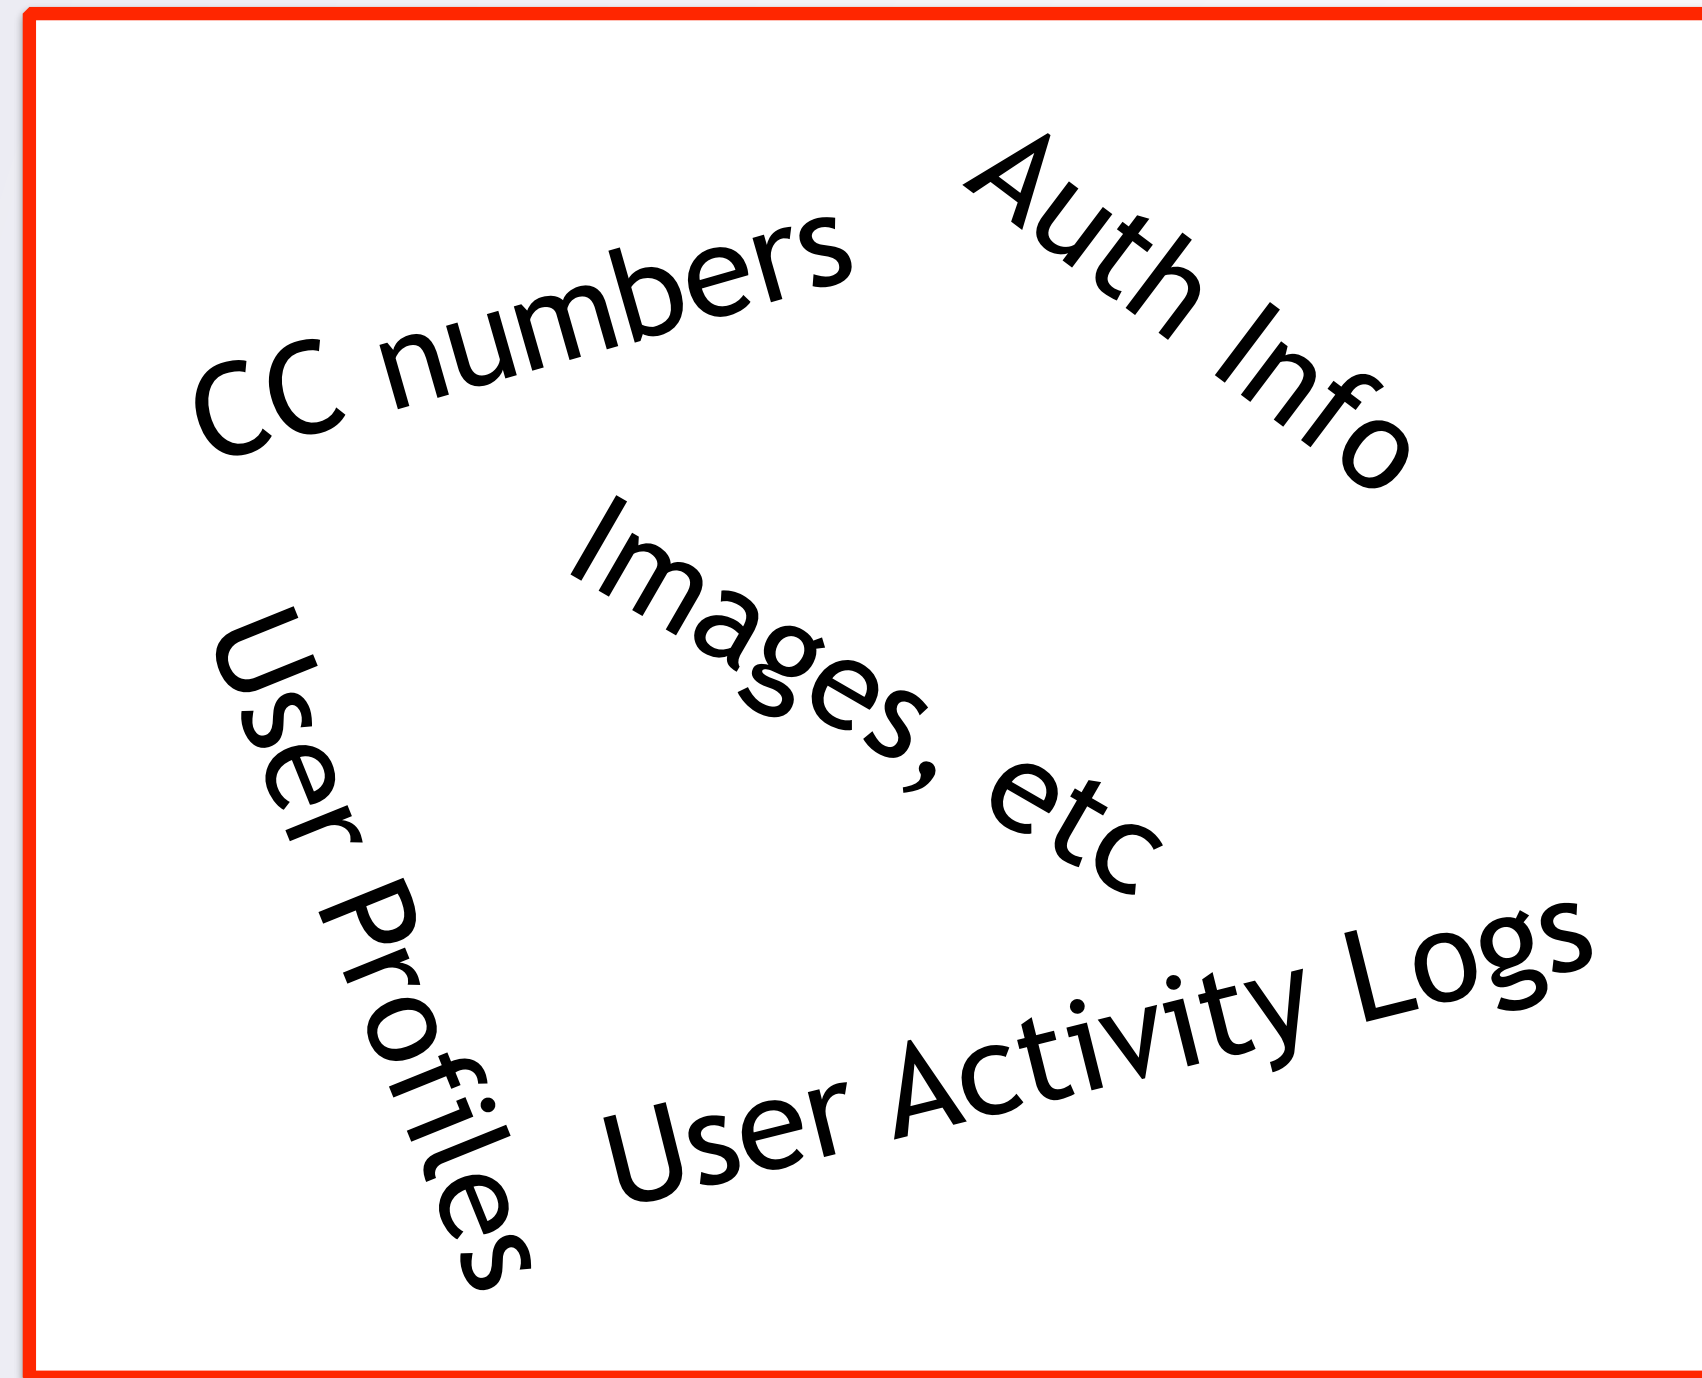 CC numbers
Auth Info
Images, etc
User Profiles
User Activity Logs